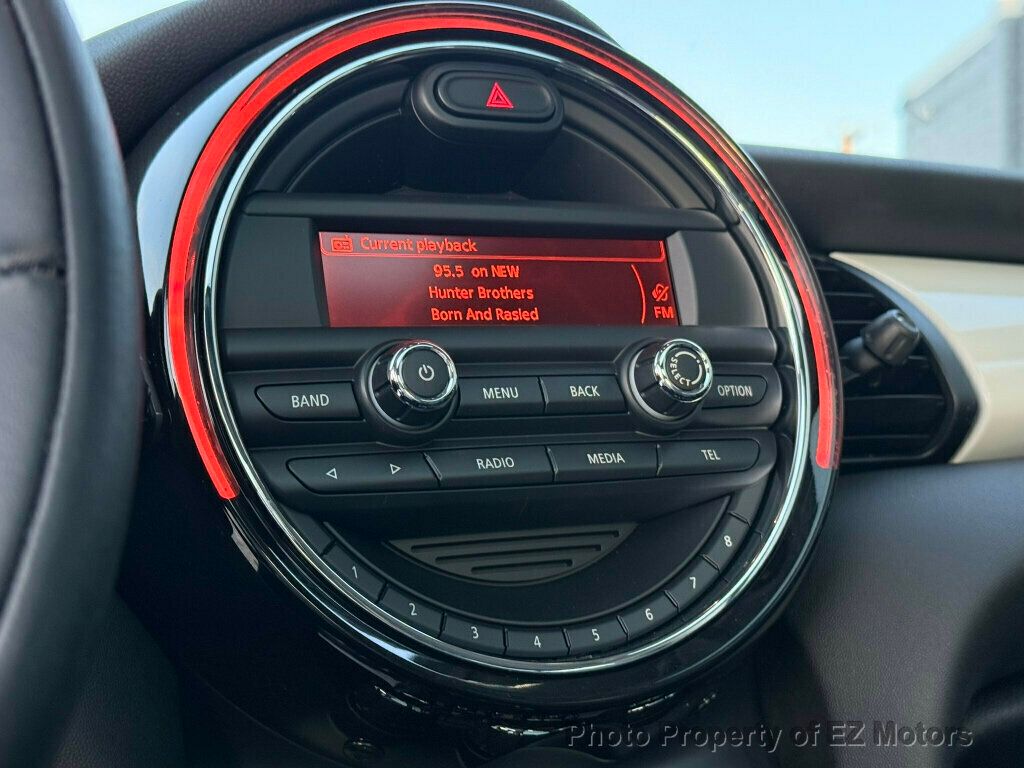 Current playback
95.5 on NEW
Hunter Brothers
Born And Rasied
FM
BAND
MENU
BACK
SELECT
OPTION
RADIO
MEDIA
TEL
1
2
3
4
5
6
7
8
Photo Property of EZ Motors